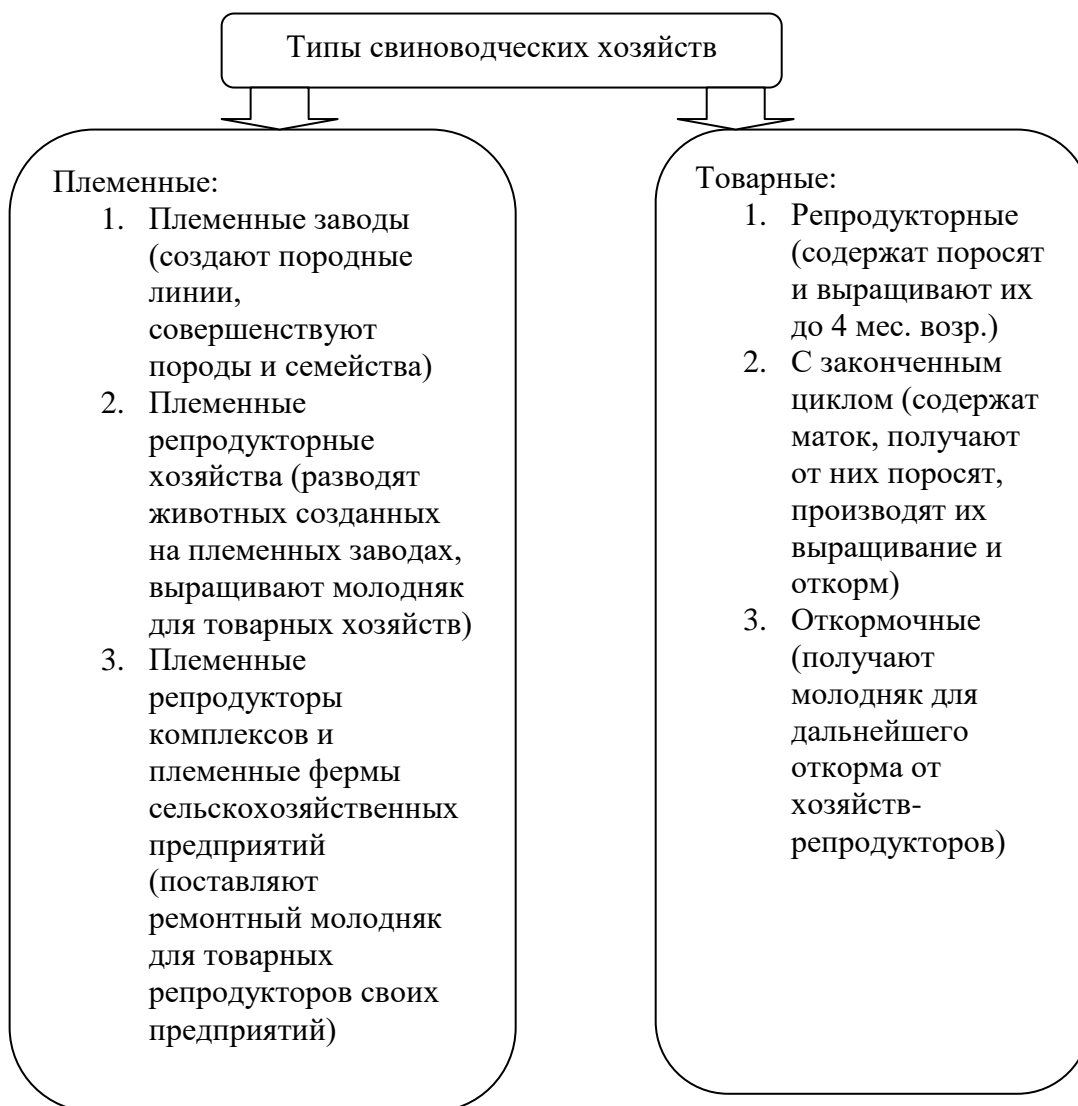 Типы свиноводческих хозяйств
Племенные:
1. Племенные заводы
(создают породные
линии,
совершенствуют
породы и семейства)
2. Племенные
репродукторные
хозяйства (разводят
животных созданных
на племенных заводах,
выращивают молодняк
для товарных хозяйств)
3. Племенные
репродукторы
комплексов и
племенные фермы
сельскохозяйственных
предприятий
(поставляют
ремонтный молодняк
для товарных
репродукторов своих
предприятий)
Товарные:
1. Репродукторные
(содержат поросят
и выращивают их
до 4 мес. возр.)
2. С законченным
циклом (содержат
маток, получают
от них поросят,
производят их
выращивание и
откорм)
3. Откормочные
(получают
молодняк для
дальнейшего
откорма от
хозяйств-
репродукторов)